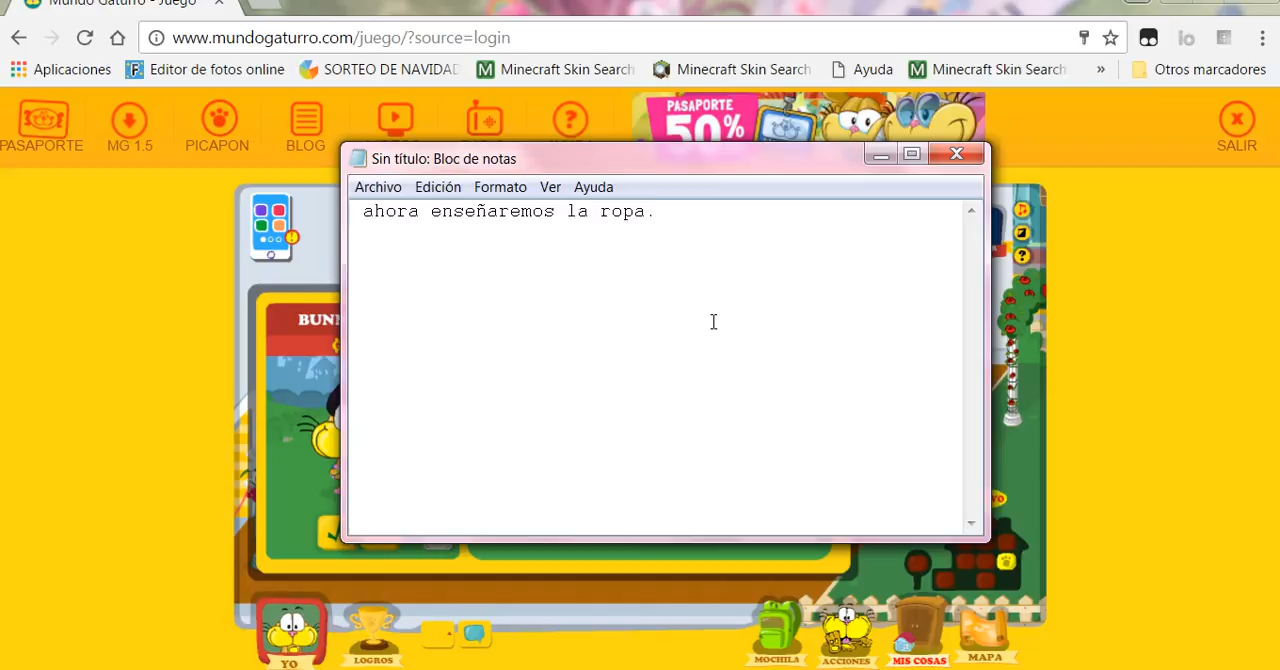 Mundo Gaturro - Juego
www.mundogaturro.com/juego/?source=login
Aplicaciones
Editor de fotos online
SORTEO DE NAVIDAD
Minecraft Skin Search
Minecraft Skin Search
Ayuda
Minecraft Skin Search
»
Otros marcadores
PASAPORTE
MG 1.5
PICAPON
BLOG
PASAPORTE
50%
SALIR
Sin título: Bloc de notas
Archivo Edición Formato Ver Ayuda
ahora enseñaremos la ropa.
BUNN
YO
LOGROS
MOCHILA
ACCIONES
MIS COSAS
MAPA